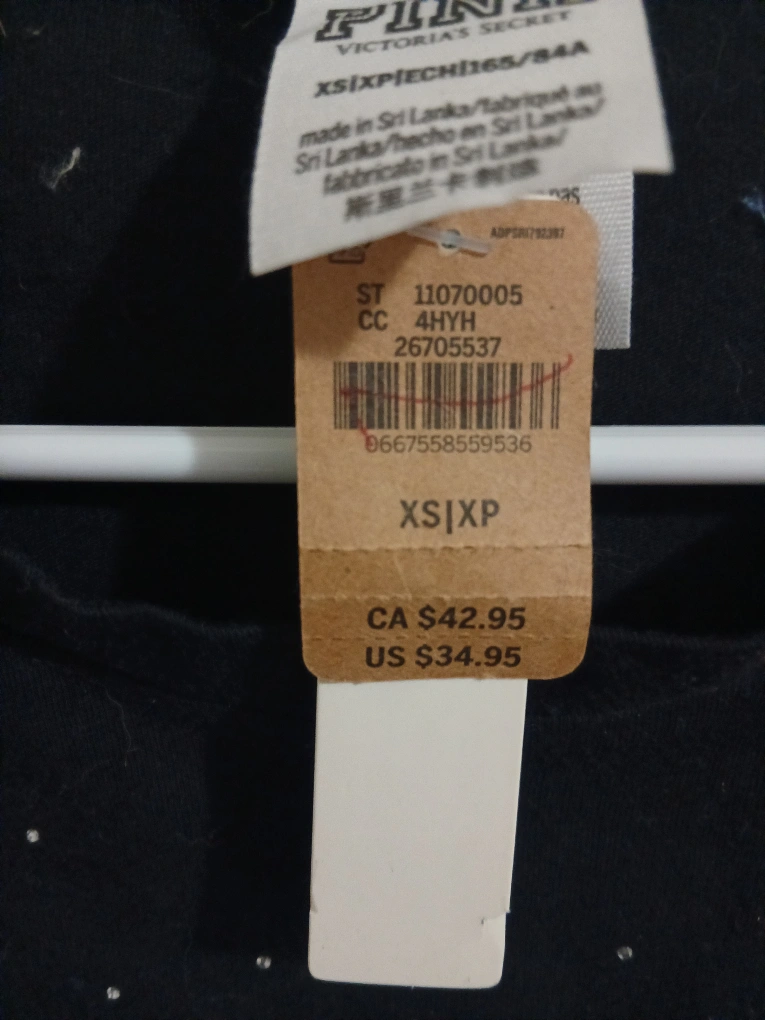 PINK
VICTORIA'S SECRET
XS|XP|ECH|165/84A
made in Sri Lanka/fabriqué au
Sri Lanka/hecho en Sri Lanka/
fabbricato in Sri Lanka/
斯里兰卡制造
pas
ADPSRI792397
ST 11070005
CC 4HYH
26705537
0667558559536
XS|XP
CA $42.95
US $34.95